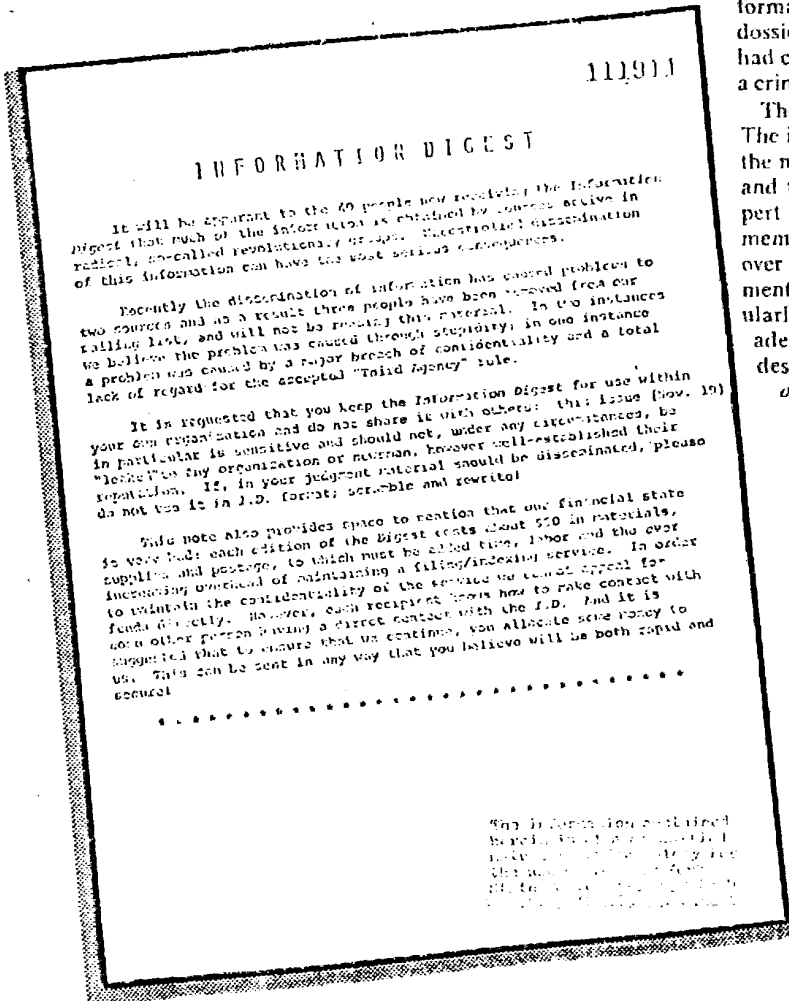 111911
INFORMATION DIGEST
It will be apparent to the 40 people now receiving the Information
Digest that much of the information is obtained by sources active in
radical, so-called revolutionary groups. Uncontrolled dissemination
of this information can have the most serious consequences.
Recently the dissemination of information has caused problems to
two sources and as a result three people have been removed from our
mailing list, and will not be reading this material. In two instances
we believe the problem was caused through stupidity; in one instance
a problem was caused by a major breach of confidentiality and a total
lack of regard for the accepted "Third Agency" rule.
It is requested that you keep the Information Digest for use within
your own organization and do not share it with others: this issue (Nov. 19)
in particular is sensitive and should not, under any circumstances, be
"leaked" to any organization or newsman, however well-established their
reputation. If, in your judgment material should be disseminated, please
do not use it in I.D. format; scramble and rewrite!
This note also provides space to mention that our financial state
is very bad: each edition of the Digest costs about $50 in materials,
supplies and postage, to which must be added time, labor and the ever
increasing overhead of maintaining a filing/indexing service. In order
to maintain the confidentiality of the service we cannot appeal for
funds directly. However, each recipient knows how to make contact with
some other person having a direct contact with the I.D. And it is
suggested that to ensure that we continue, you allocate some money to
us. This can be sent in any way that you believe will be both rapid and
secure!
* * * * * * * * * * * * * * * * * * * * * * * * * * * * * * *
The information contained
herein is
the
forma
dossie
had c
a crin
Th
The i
the n
and t
pert
mem
over
ment
ularl
ade
des